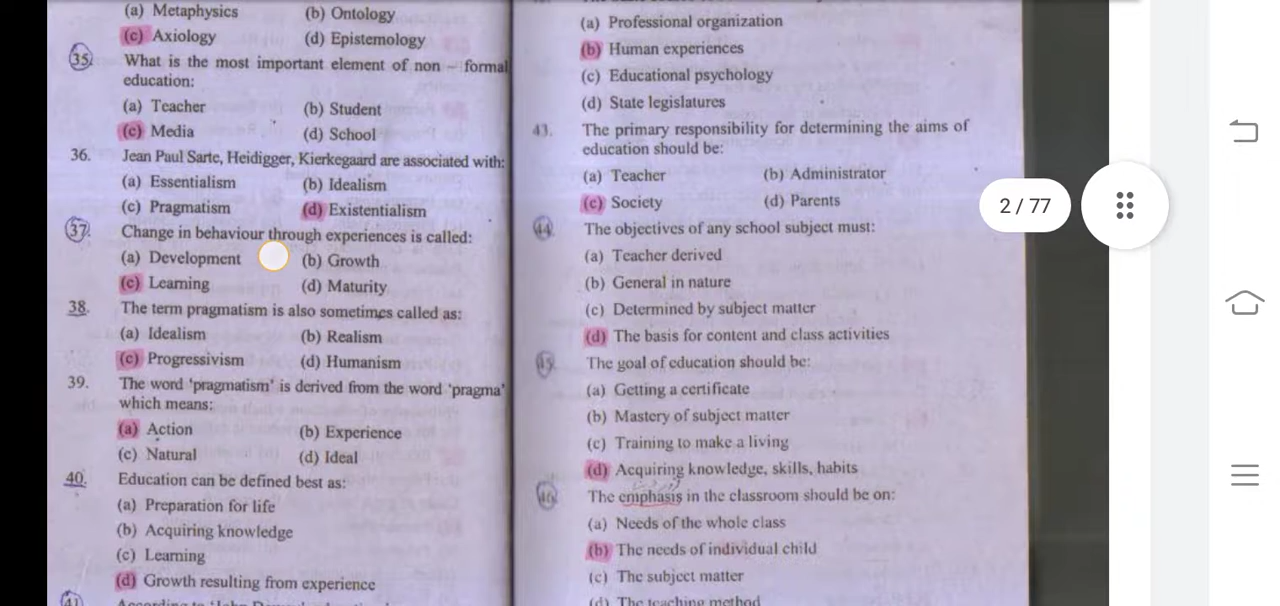 (a) Metaphysics (b) Ontology
(c) Axiology (d) Epistemology
35. What is the most important element of non – formal
education:
(a) Teacher (b) Student
(c) Media (d) School
36. Jean Paul Sarte, Heidigger, Kierkegaard are associated with:
(a) Essentialism (b) Idealism
(c) Pragmatism (d) Existentialism
37. Change in behaviour through experiences is called:
(a) Development (b) Growth
(c) Learning (d) Maturity
38. The term pragmatism is also sometimes called as:
(a) Idealism (b) Realism
(c) Progressivism (d) Humanism
39. The word 'pragmatism' is derived from the word 'pragma'
which means:
(a) Action (b) Experience
(c) Natural (d) Ideal
40. Education can be defined best as:
(a) Preparation for life
(b) Acquiring knowledge
(c) Learning
(d) Growth resulting from experience
41.
(a) Professional organization
(b) Human experiences
(c) Educational psychology
(d) State legislatures
43. The primary responsibility for determining the aims of
education should be:
(a) Teacher (b) Administrator
(c) Society (d) Parents
44. The objectives of any school subject must:
(a) Teacher derived
(b) General in nature
(c) Determined by subject matter
(d) The basis for content and class activities
45. The goal of education should be:
(a) Getting a certificate
(b) Mastery of subject matter
(c) Training to make a living
(d) Acquiring knowledge, skills, habits
46. The emphasis in the classroom should be on:
(a) Needs of the whole class
(b) The needs of individual child
(c) The subject matter
(d) The teaching method
2 / 77